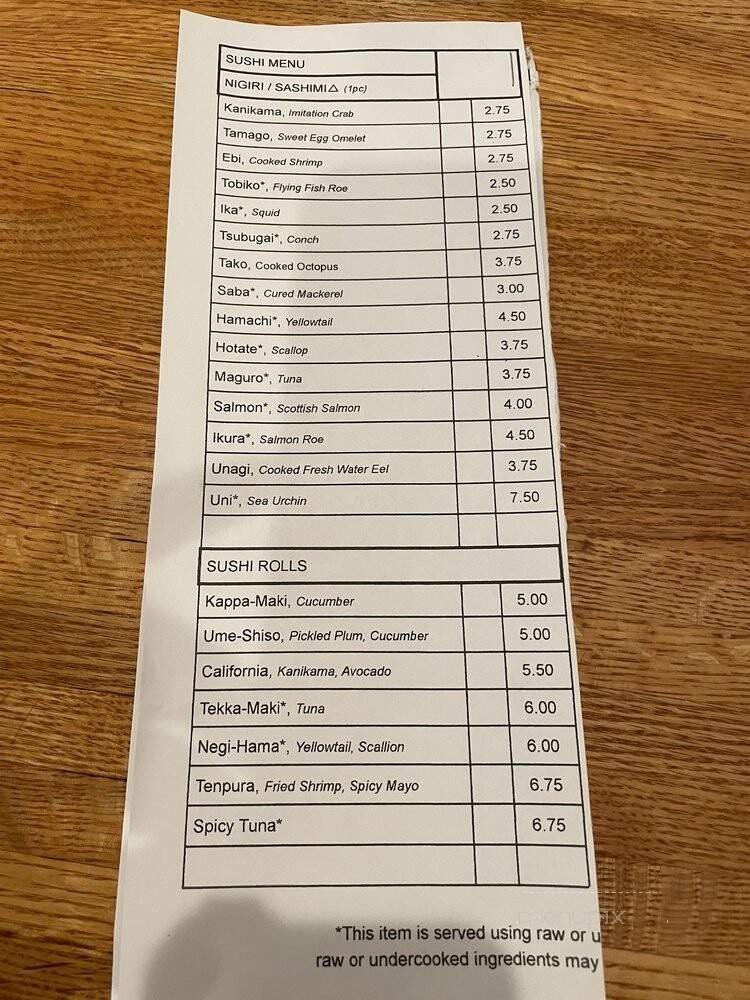 SUSHI MENU
NIGIRI / SASHIMI△ (1pc)
Kanikama, Imitation Crab 2.75
Tamago, Sweet Egg Omelet 2.75
Ebi, Cooked Shrimp 2.75
Tobiko*, Flying Fish Roe 2.50
Ika*, Squid 2.50
Tsubugai*, Conch 2.75
Tako, Cooked Octopus 3.75
Saba*, Cured Mackerel 3.00
Hamachi*, Yellowtail 4.50
Hotate*, Scallop 3.75
Maguro*, Tuna 3.75
Salmon*, Scottish Salmon 4.00
Ikura*, Salmon Roe 4.50
Unagi, Cooked Fresh Water Eel 3.75
Uni*, Sea Urchin 7.50
SUSHI ROLLS
Kappa-Maki, Cucumber 5.00
Ume-Shiso, Pickled Plum, Cucumber 5.00
California, Kanikama, Avocado 5.50
Tekka-Maki*, Tuna 6.00
Negi-Hama*, Yellowtail, Scallion 6.00
Tenpura, Fried Shrimp, Spicy Mayo 6.75
Spicy Tuna* 6.75
*This item is served using raw or u
raw or undercooked ingredients may